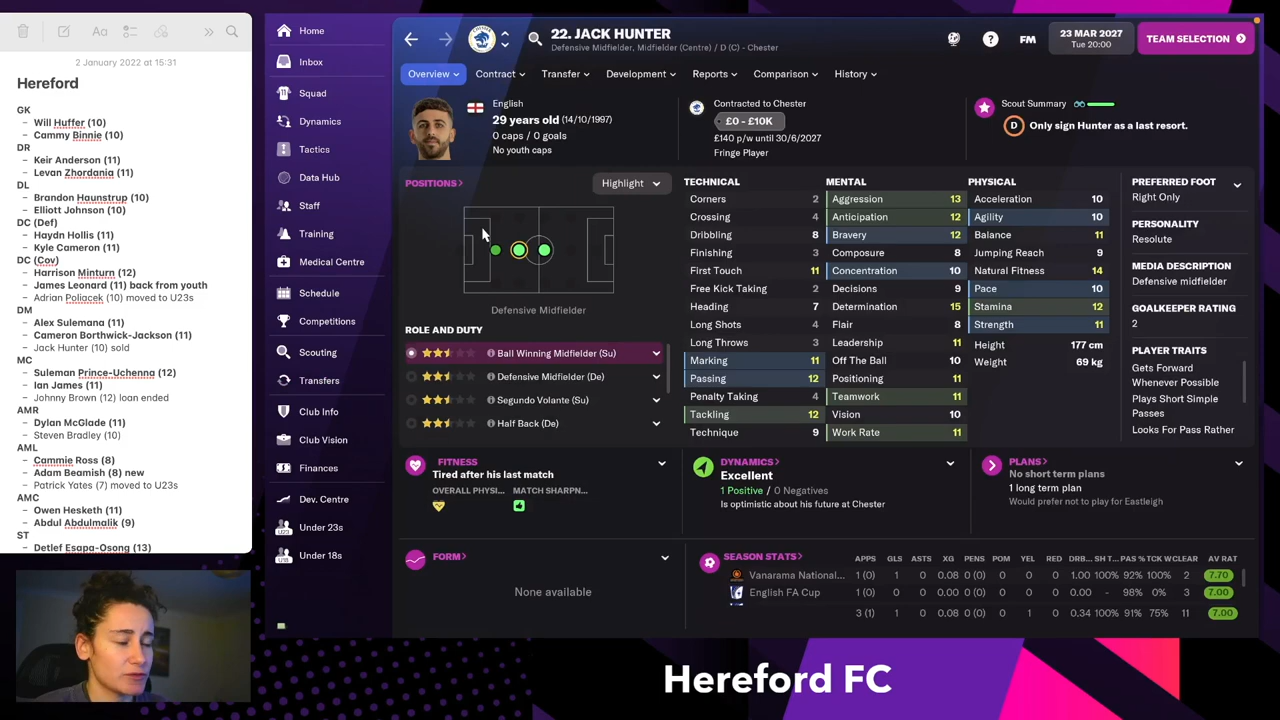 2 January 2022 at 15:31
Hereford
GK
- Will Huffer (10)
- Cammy Binnie (10)
DR
- Keir Anderson (11)
- Levan Zhordania (11)
DL
- Brandon Haunstrup (10)
- Elliott Johnson (10)
DC (Def)
- Haydn Hollis (11)
- Kyle Cameron (11)
DC (Cov)
- Harrison Minturn (12)
- James Leonard (11) back from youth
- Adrian Poliacek (10) moved to U23s
DM
- Alex Sulemana (11)
- Cameron Borthwick-Jackson (11)
- Jack Hunter (10) sold
MC
- Suleman Prince-Uchenna (12)
- Ian James (11)
- Johnny Brown (12) loan ended
AMR
- Dylan McGlade (11)
- Steven Bradley (10)
AML
- Cammie Ross (8)
- Adam Beamish (8) new
- Patrick Yates (7) moved to U23s
AMC
- Owen Hesketh (11)
- Abdul Abdulmalik (9)
ST
- Detlef Esapa-Osong (13)
Home
Inbox
Squad
Dynamics
Tactics
Data Hub
Staff
Training
Medical Centre
Schedule
Competitions
Scouting
Transfers
Club Info
Club Vision
Finances
Dev. Centre
Under 23s
Under 18s
22. JACK HUNTER
Defensive Midfielder, Midfielder (Centre) / D (C) - Chester
FM
23 MAR 2027
Tue 20:00
TEAM SELECTION
Overview
Contract
Transfer
Development
Reports
Comparison
History
English
29 years old (14/10/1997)
0 caps / 0 goals
No youth caps
Contracted to Chester
£0 - £10K
£140 p/w until 30/6/2027
Fringe Player
Scout Summary
D Only sign Hunter as a last resort.
POSITIONS>
Highlight
Defensive Midfielder
ROLE AND DUTY
Ball Winning Midfielder (Su)
Defensive Midfielder (De)
Segundo Volante (Su)
Half Back (De)
TECHNICAL
Corners 2
Crossing 4
Dribbling 8
Finishing 3
First Touch 11
Free Kick Taking 2
Heading 7
Long Shots 4
Long Throws 3
Marking 11
Passing 12
Penalty Taking 4
Tackling 12
Technique 9
MENTAL
Aggression 13
Anticipation 12
Bravery 12
Composure 8
Concentration 10
Decisions 9
Determination 15
Flair 8
Leadership 11
Off The Ball 10
Positioning 11
Teamwork 11
Vision 10
Work Rate 11
PHYSICAL
Acceleration 10
Agility 10
Balance 11
Jumping Reach 9
Natural Fitness 14
Pace 10
Stamina 12
Strength 11
Height 177 cm
Weight 69 kg
PREFERRED FOOT
Right Only
PERSONALITY
Resolute
MEDIA DESCRIPTION
Defensive midfielder
GOALKEEPER RATING
2
PLAYER TRAITS
Gets Forward
Whenever Possible
Plays Short Simple
Passes
Looks For Pass Rather
FITNESS
Tired after his last match
OVERALL PHYSI... MATCH SHARPN...
DYNAMICS>
Excellent
1 Positive / 0 Negatives
Is optimistic about his future at Chester
PLANS>
No short term plans
1 long term plan
Would prefer not to play for Eastleigh
FORM>
None available
SEASON STATS>
APPS GLS ASTS XG PENS POM YEL RED DRB... SH T... PAS % TCK W CLEAR AV RAT
Vanarama National... 1 (0) 1 0 0.08 0 (0) 0 0 0 1.00 100% 92% 100% 2 7.70
English FA Cup 1 (0) 0 0 0.00 0 (0) 0 0 0 0.00 - 98% 0% 3 7.00
3 (1) 1 0 0.08 0 (0) 0 1 0 0.34 100% 91% 75% 11 7.00
Hereford FC